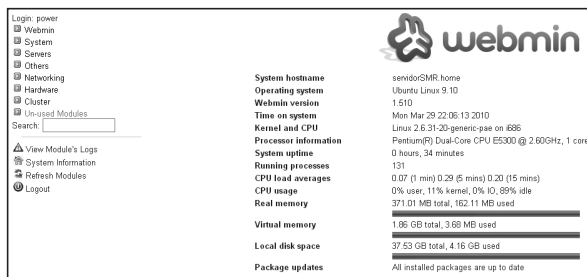 Login: power
Webmin
System
Servers
Others
Networking
Hardware
Cluster
Un-used Modules
Search:
View Module's Logs
System Information
Refresh Modules
Logout
webmin
System hostname servidorSMR.home
Operating system Ubuntu Linux 9.10
Webmin version 1.510
Time on system Mon Mar 29 22:06:13 2010
Kernel and CPU Linux 2.6.31-20-generic-pae on i686
Processor information Pentium(R) Dual-Core CPU E5300 @ 2.60GHz, 1 core
System uptime 0 hours, 34 minutes
Running processes 131
CPU load averages 0.07 (1 min) 0.29 (5 mins) 0.20 (15 mins)
CPU usage 0% user, 11% kernel, 0% IO, 89% idle
Real memory 371.01 MB total, 162.11 MB used
Virtual memory 1.86 GB total, 3.68 MB used
Local disk space 37.53 GB total, 4.16 GB used
Package updates All installed packages are up to date